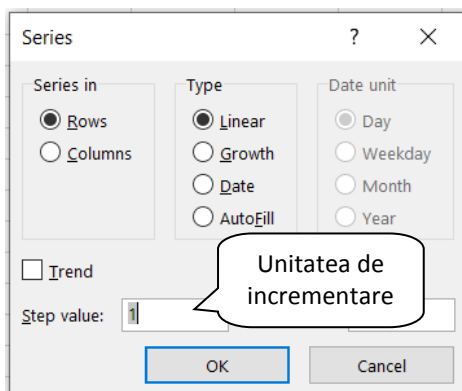 Series ? ×
Series in Type Date unit
Rows Linear Day
Columns Growth Weekday
Date Month
AutoFill Year
Trend
Unitatea de
incrementare
Step value: 1
OK Cancel